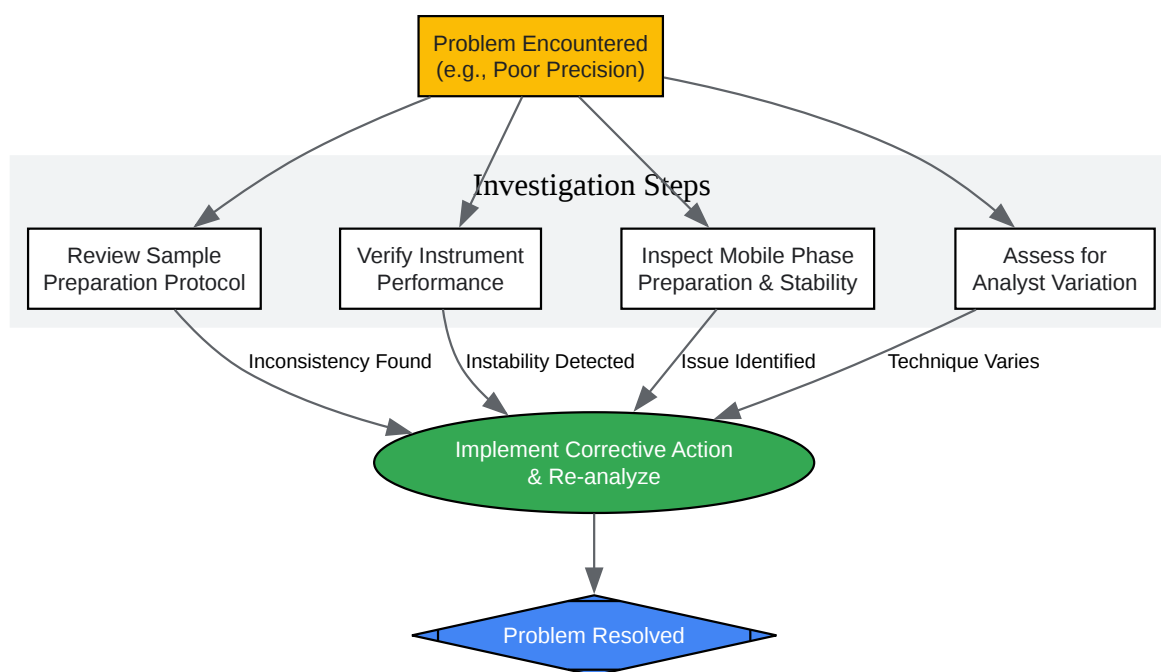 Problem Encountered
(e.g., Poor Precision)
Investigation Steps
Review Sample
Preparation Protocol
Verify Instrument
Performance
Inspect Mobile Phase
Preparation & Stability
Assess for
Analyst Variation
Inconsistency Found
Instability Detected
Issue Identified
Technique Varies
Implement Corrective Action
& Re-analyze
Problem Resolved